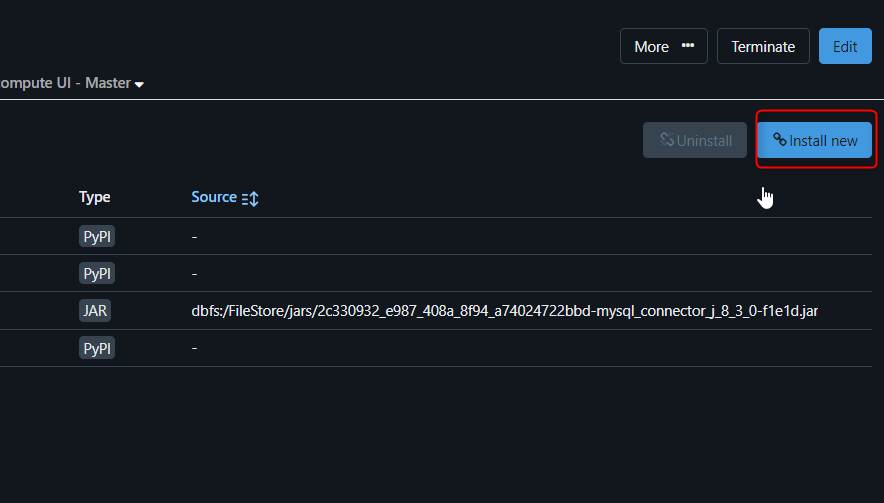 More ···
Terminate
Edit
ompute UI - Master
Uninstall
Install new
Type
Source
PyPI
-
PyPI
-
JAR
dbfs:/FileStore/jars/2c330932_e987_408a_8f94_a74024722bbd-mysql_connector_j_8_3_0-f1e1d.jar
PyPI
-